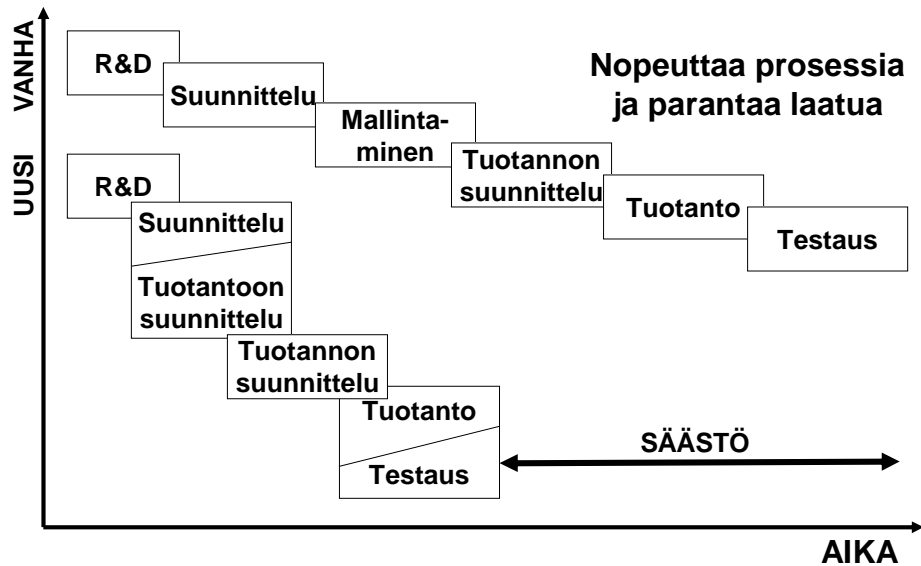 VANHA
R&D
Suunnittelu
Mallinta-
minen
Tuotannon
suunnittelu
Tuotanto
Testaus
Nopeuttaa prosessia
ja parantaa laatua
UUSI
R&D
Suunnittelu
Tuotantoon
suunnittelu
Tuotannon
suunnittelu
Tuotanto
Testaus
SÄÄSTÖ
AIKA